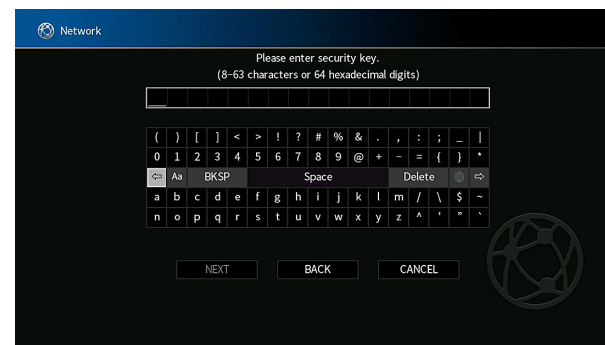 Network
Please enter security key.
(8-63 characters or 64 hexadecimal digits)
( ) [ ] < > ! ? # % & . , : ; _ |
0 1 2 3 4 5 6 7 8 9 @ + - = { } *
⇦ Aa BKSP Space Delete ⇨
a b c d e f g h i j k l m / \ $ ~
n o p q r s t u v w x y z ^ ' " `
NEXT BACK CANCEL